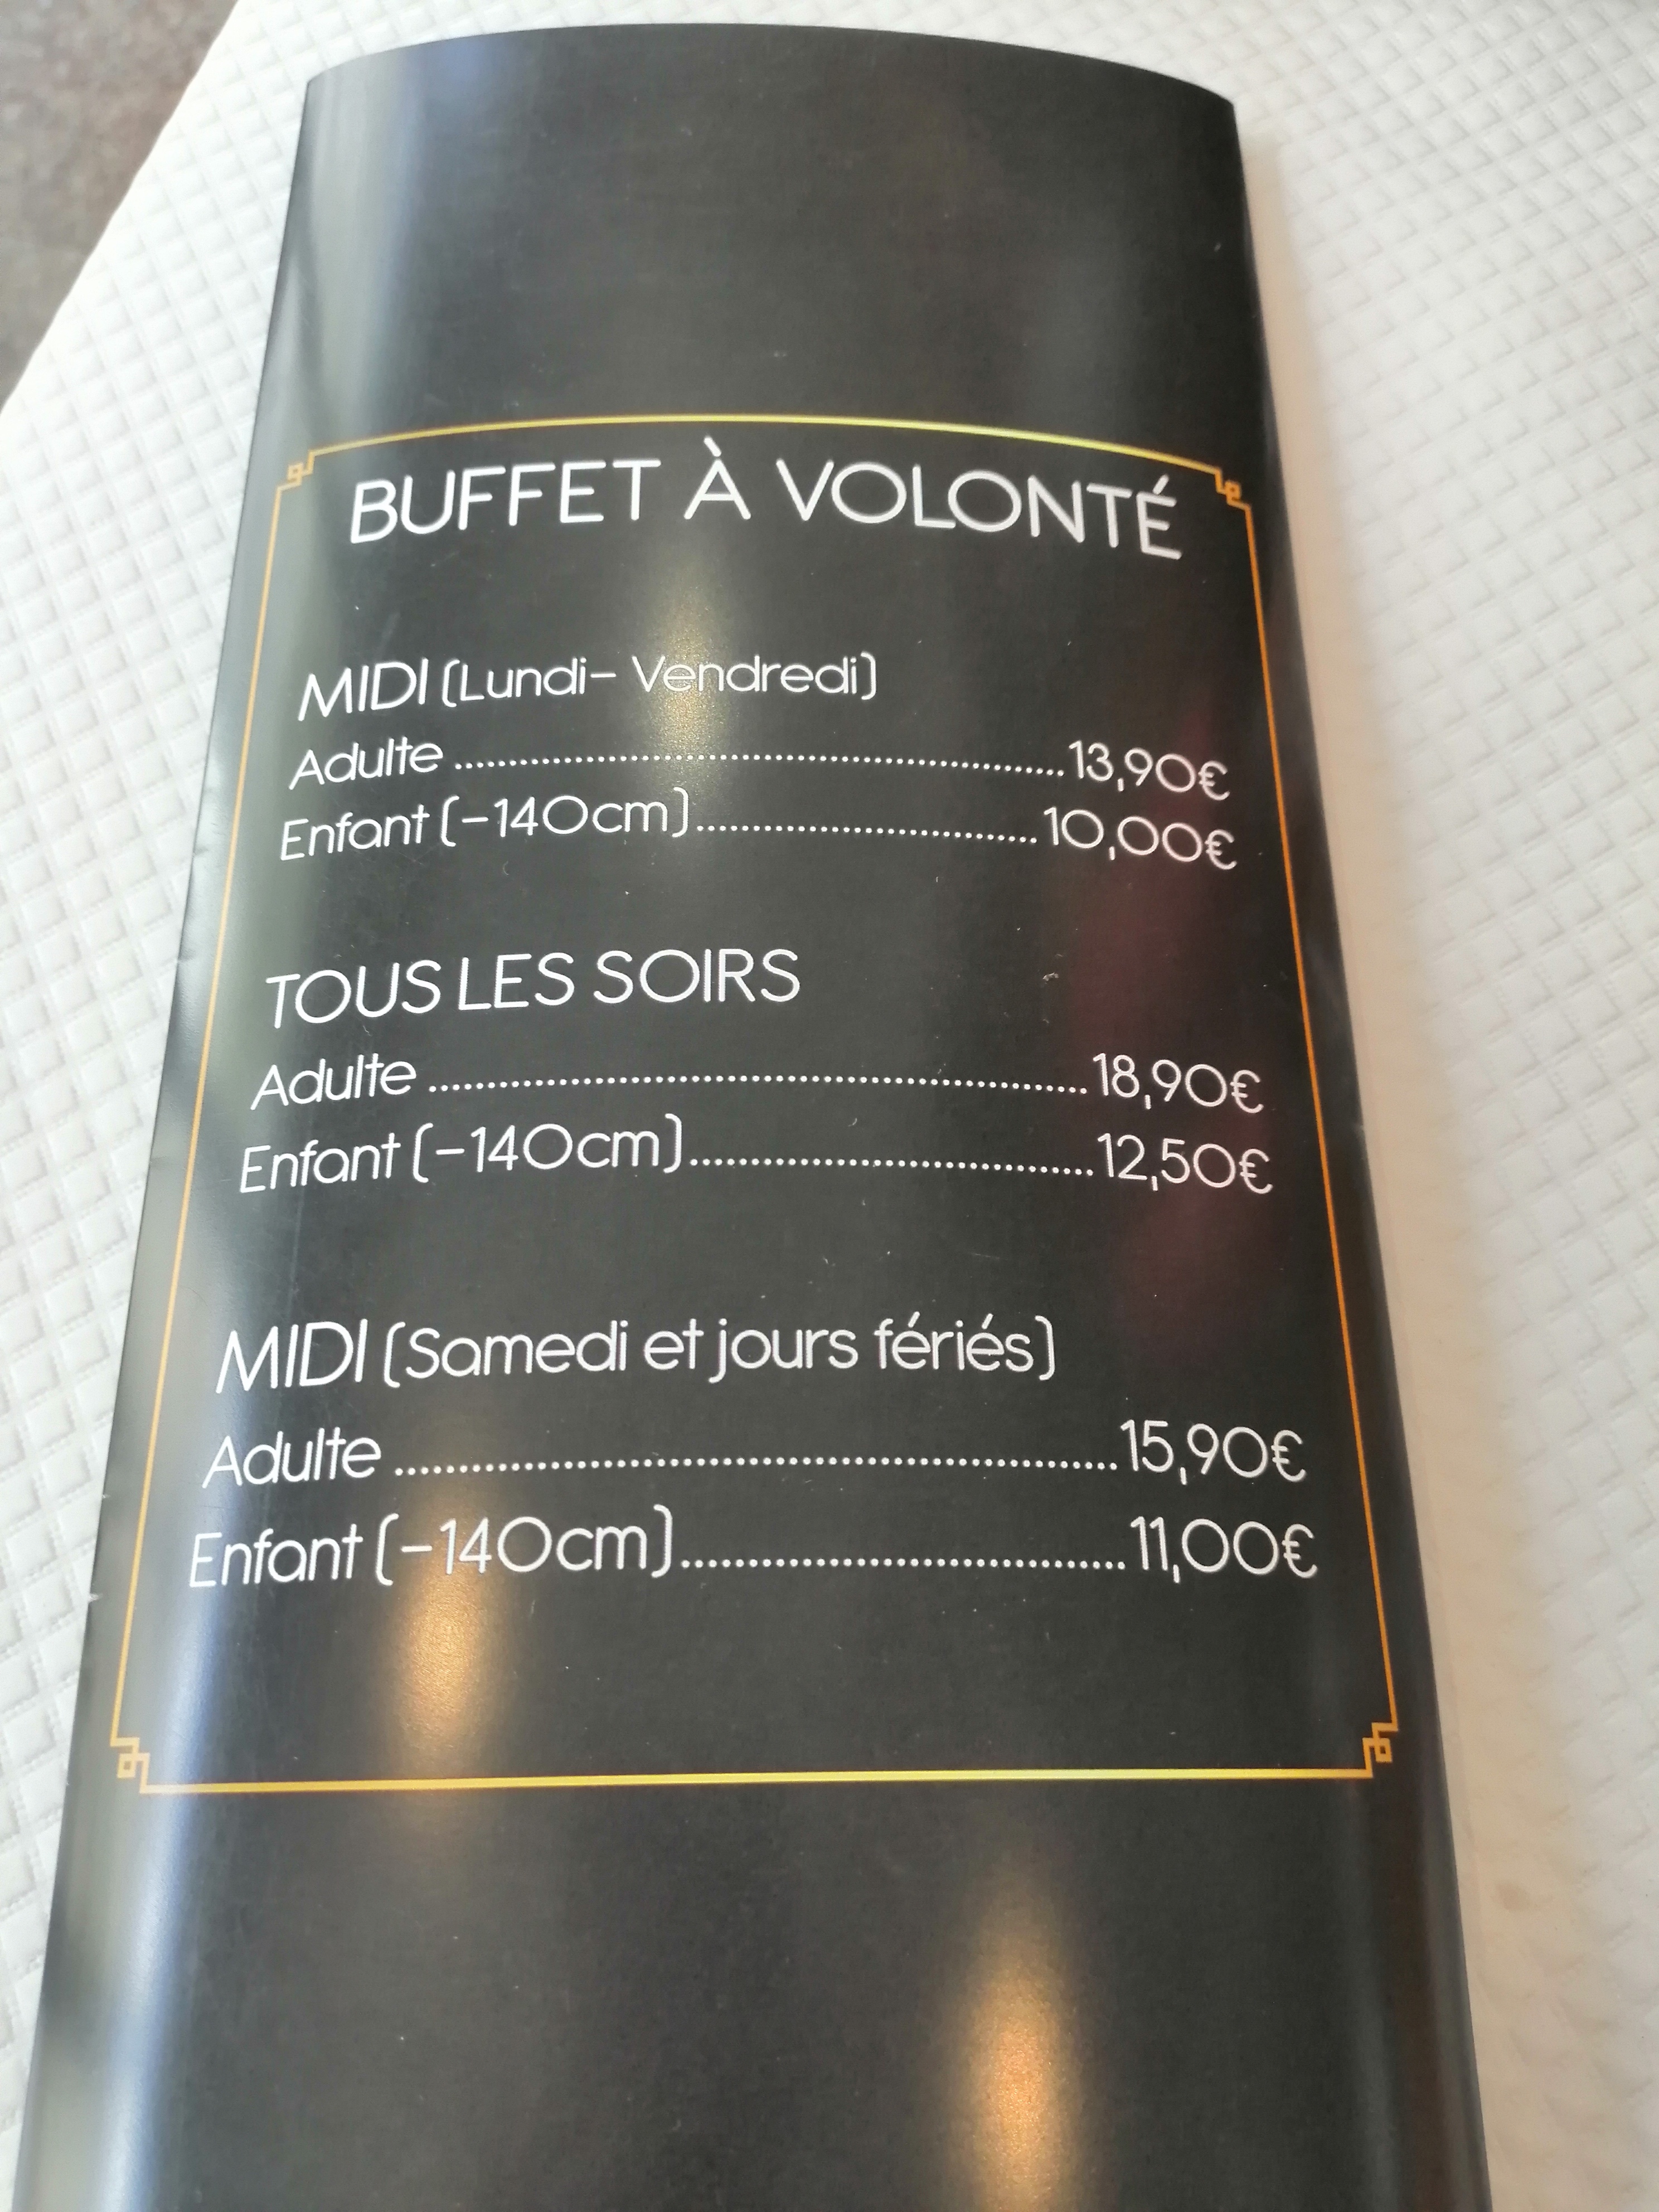 BUFFET À VOLONTÉ
MIDI (Lundi- Vendredi)
Adulte ........................................................................13,90€
Enfant (-140cm).......................................10,00€
TOUS LES SOIRS
Adulte ........................................................................18,90€
Enfant (-140cm).............................................12,50€
MIDI (Samedi et jours fériés)
Adulte ........................................................................15,90€
Enfant (-140cm).............................................11,00€